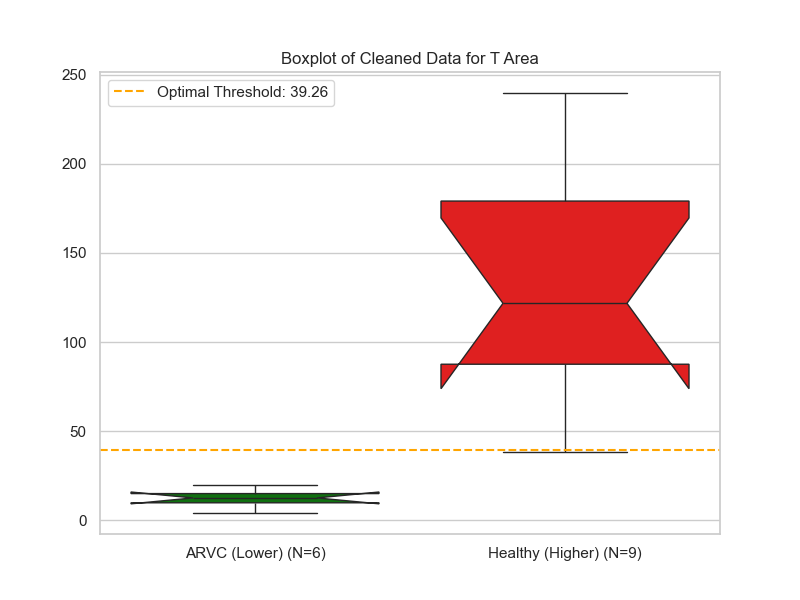 Boxplot of Cleaned Data for T Area
Optimal Threshold: 39.26
250
200
150
100
50
0
ARVC (Lower) (N=6)
Healthy (Higher) (N=9)